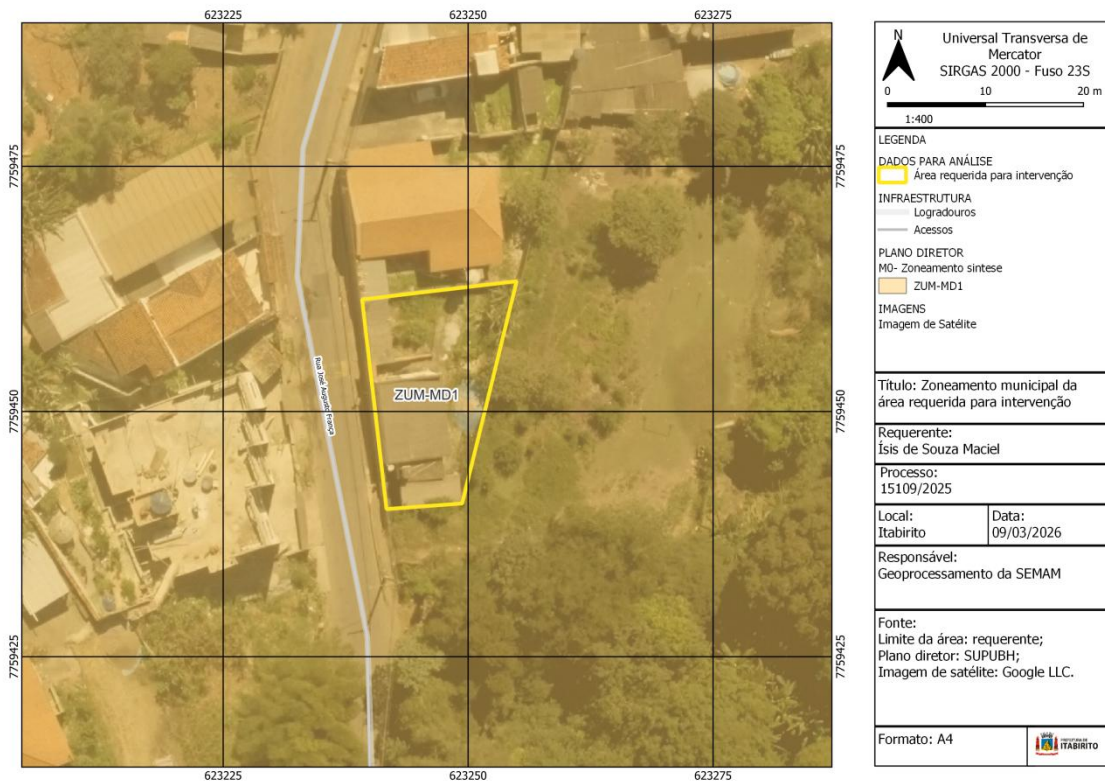 623225
623250
623275
7759475
7759475
7759450
7759450
7759425
7759425
Rua José Augusto França
ZUM-MD1
623225
623250
623275
N
Universal Transversa de
Mercator
SIRGAS 2000 - Fuso 23S
0 10 20 m
1:400
LEGENDA
DADOS PARA ANÁLISE
Área requerida para intervenção
INFRAESTRUTURA
Logradouros
Acessos
PLANO DIRETOR
M0- Zoneamento sintese
ZUM-MD1
IMAGENS
Imagem de Satélite
Título: Zoneamento municipal da
área requerida para intervenção
Requerente:
Ísis de Souza Maciel
Processo:
15109/2025
Local:
Itabirito
Data:
09/03/2026
Responsável:
Geoprocessamento da SEMAM
Fonte:
Limite da área: requerente;
Plano diretor: SUPUBH;
Imagem de satélite: Google LLC.
Formato: A4
PREFEITURA DE
ITABIRITO